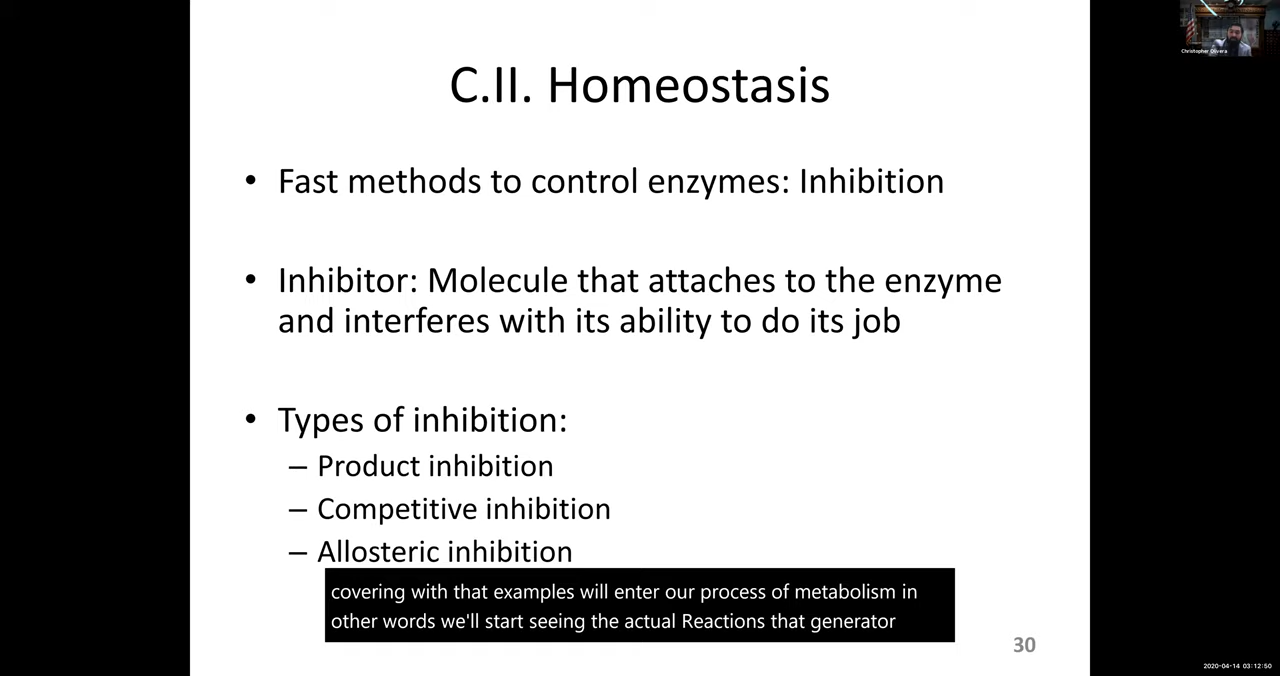 Christopher Olivera
C.II. Homeostasis
• Fast methods to control enzymes: Inhibition
• Inhibitor: Molecule that attaches to the enzyme
and interferes with its ability to do its job
• Types of inhibition:
– Product inhibition
– Competitive inhibition
– Allosteric inhibition
covering with that examples will enter our process of metabolism in
other words we'll start seeing the actual Reactions that generator
30
2020-04-14 03:12:50